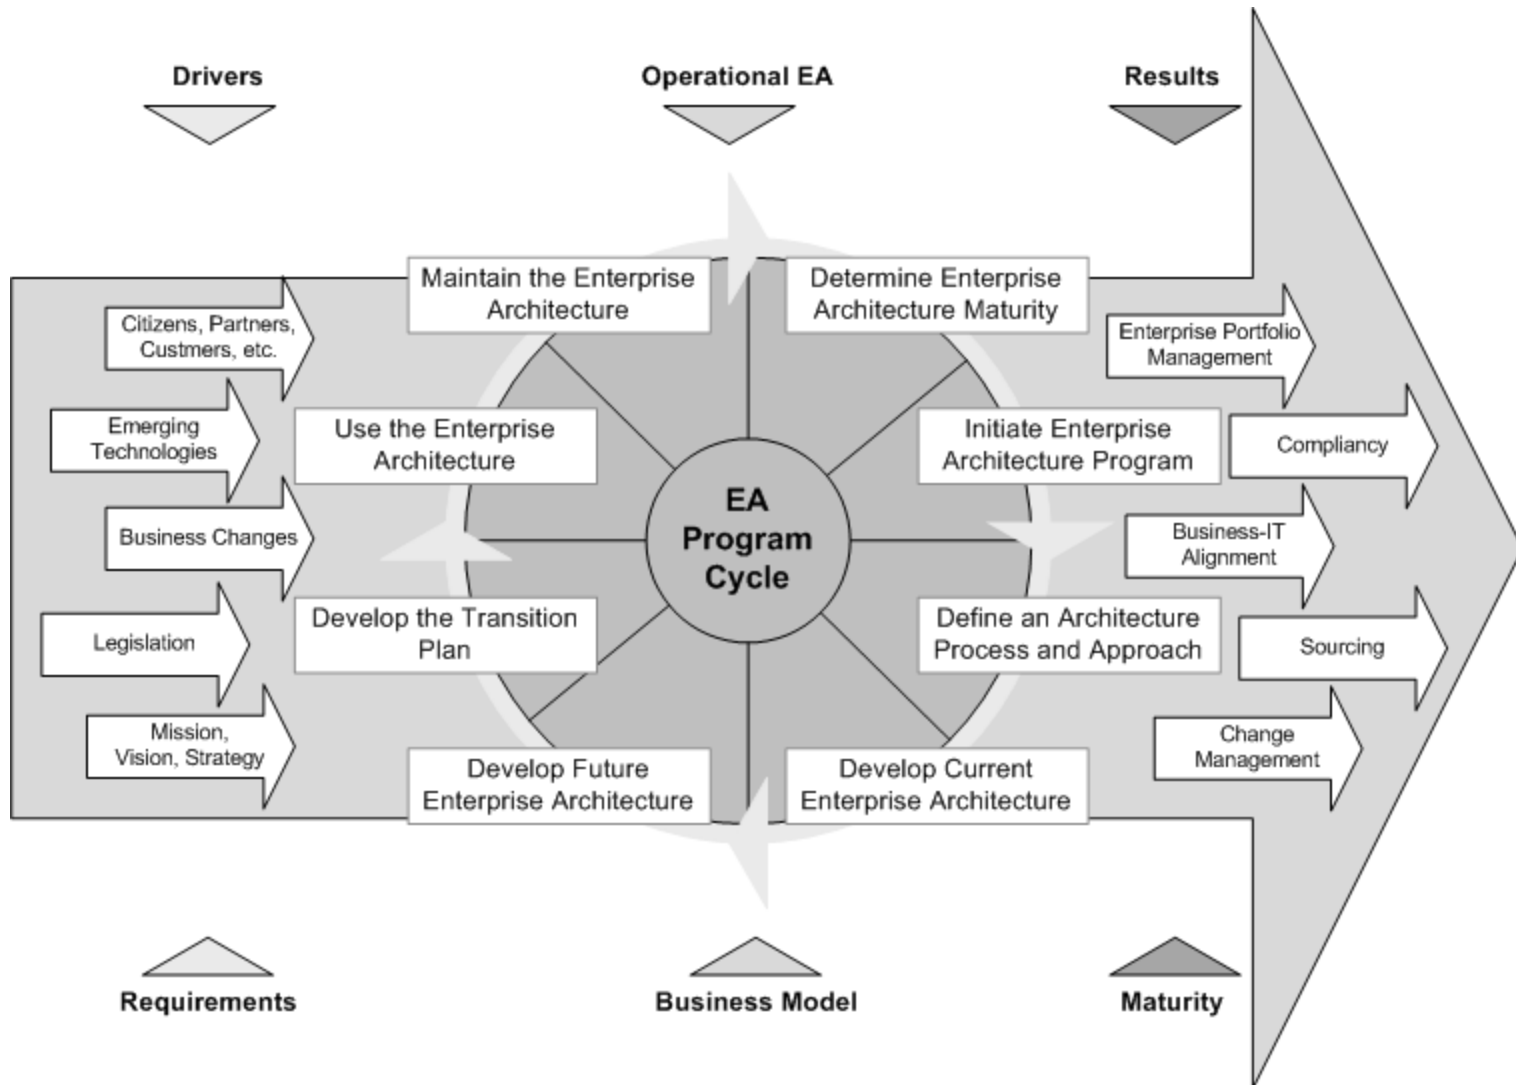 Drivers
Operational EA
Results
Citizens, Partners,
Custmers, etc.
Emerging
Technologies
Business Changes
Legislation
Mission,
Vision, Strategy
Maintain the Enterprise
Architecture
Determine Enterprise
Architecture Maturity
Use the Enterprise
Architecture
Initiate Enterprise
Architecture Program
EA
Program
Cycle
Develop the Transition
Plan
Define an Architecture
Process and Approach
Develop Future
Enterprise Architecture
Develop Current
Enterprise Architecture
Enterprise Portfolio
Management
Compliancy
Business-IT
Alignment
Sourcing
Change
Management
Requirements
Business Model
Maturity